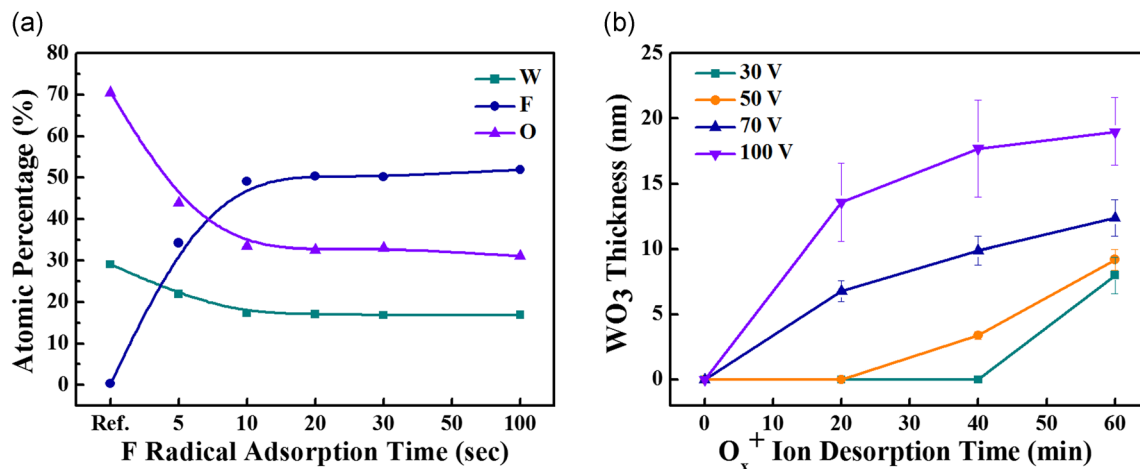 (a)
80
70
60
50
40
30
20
10
0
Atomic Percentage (%)
W
F
O
Ref. 5 10 20 30 50 100
F Radical Adsorption Time (sec)
(b)
25
20
15
10
5
0
WO3 Thickness (nm)
30 V
50 V
70 V
100 V
0 10 20 30 40 50 60
Ox+ Ion Desorption Time (min)